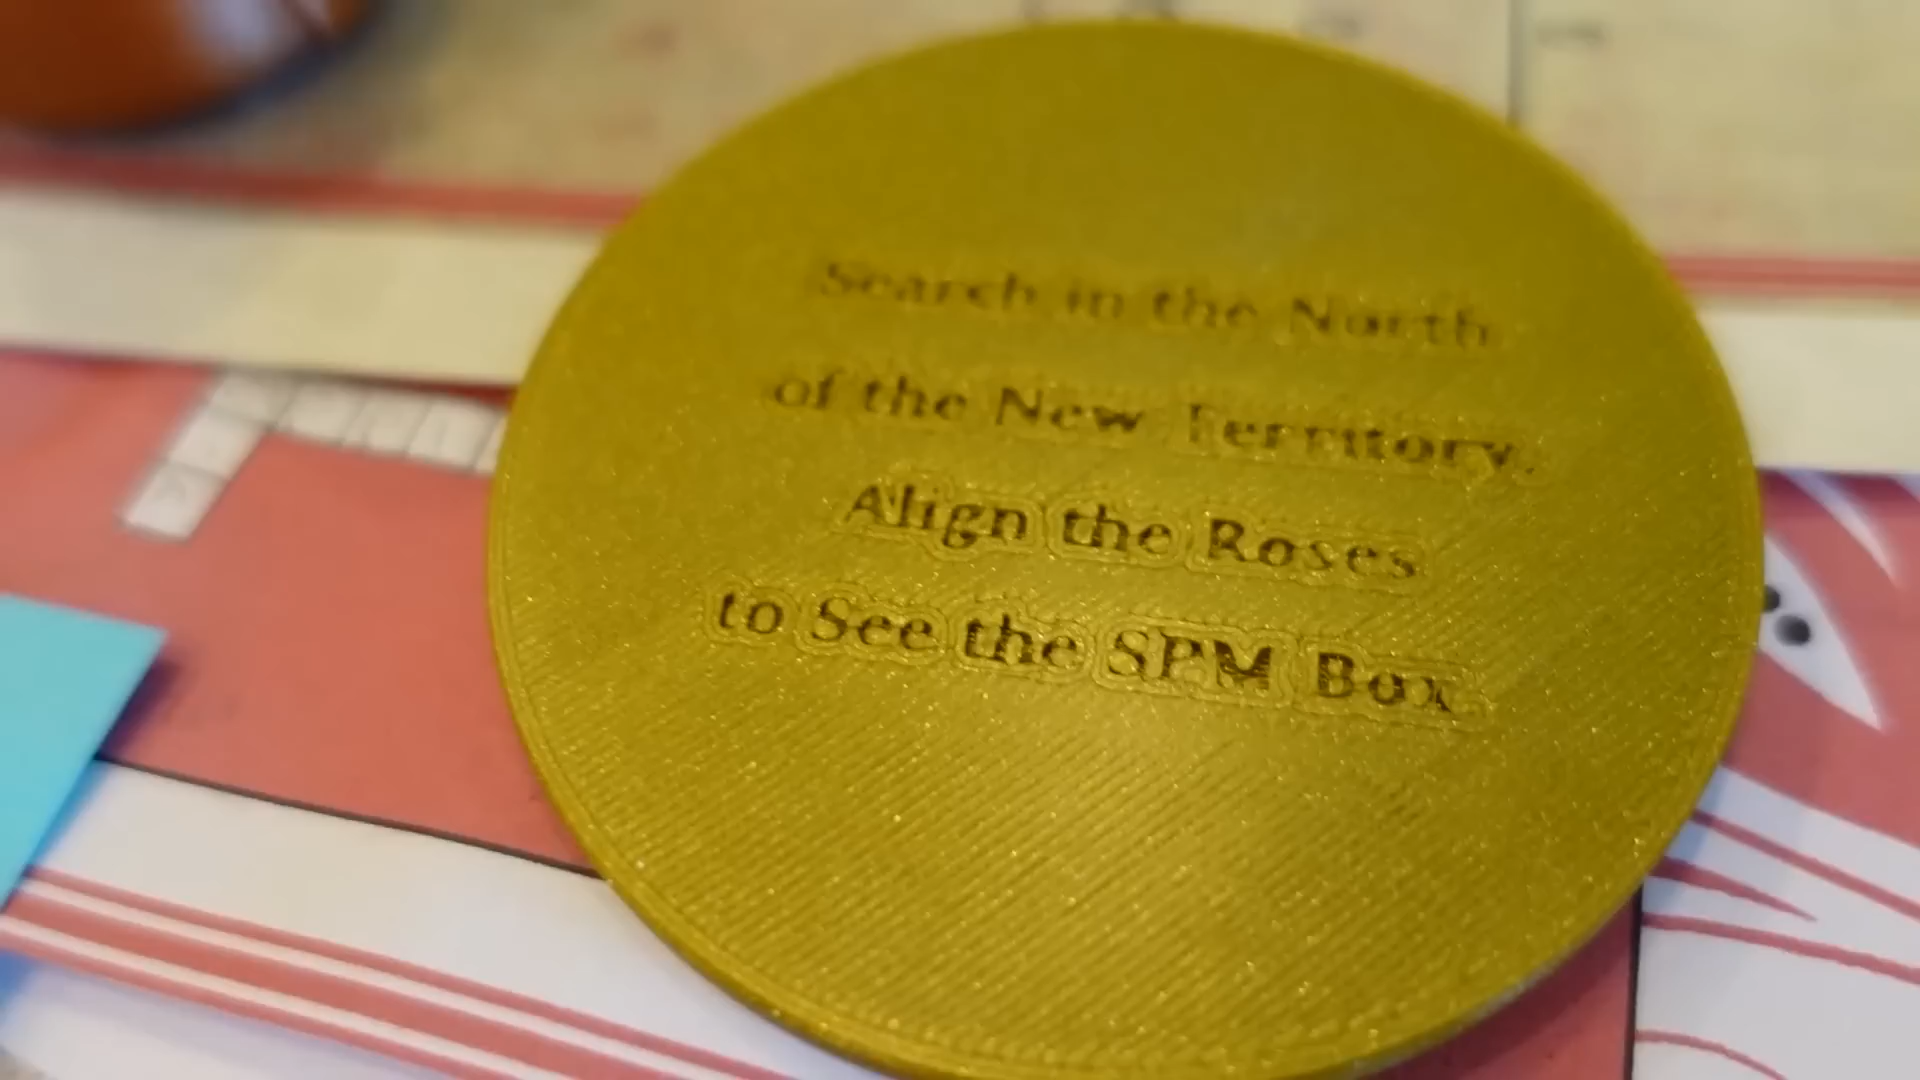 Search in the North
of the New Territory.
Align the Roses
to See the SPM Box.